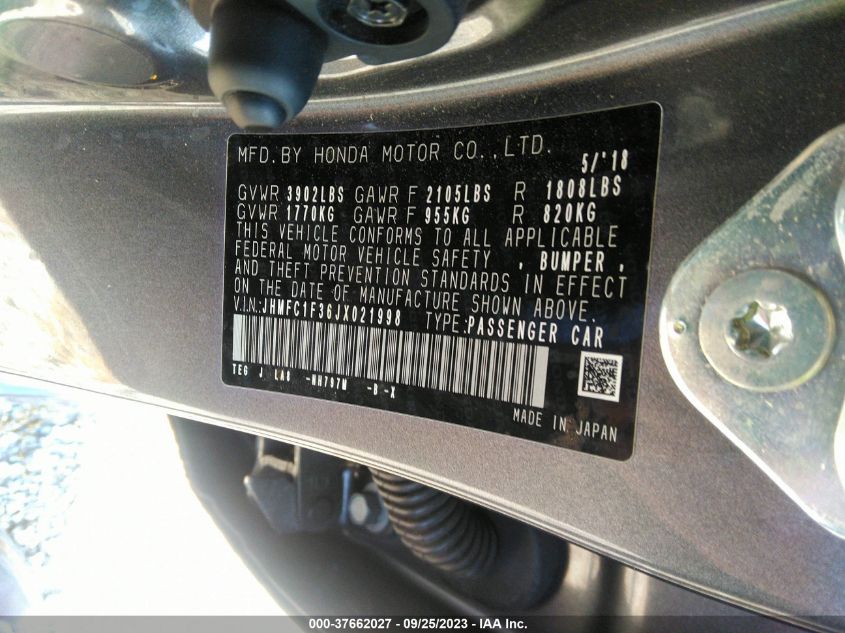 MFD. BY HONDA MOTOR CO., LTD. 5/'18
GVWR 3902LBS GAWR F 2105LBS R 1808LBS
GVWR 1770KG GAWR F 955KG R 820KG
THIS VEHICLE CONFORMS TO ALL APPLICABLE
FEDERAL MOTOR VEHICLE SAFETY , BUMPER ,
AND THEFT PREVENTION STANDARDS IN EFFECT
ON THE DATE OF MANUFACTURE SHOWN ABOVE.
VIN:JHMFC1F36JX021998 TYPE:PASSENGER CAR
TEG J LA8 -NH797M -B-X
MADE IN JAPAN
000-37662027 - 09/25/2023 - IAA Inc.